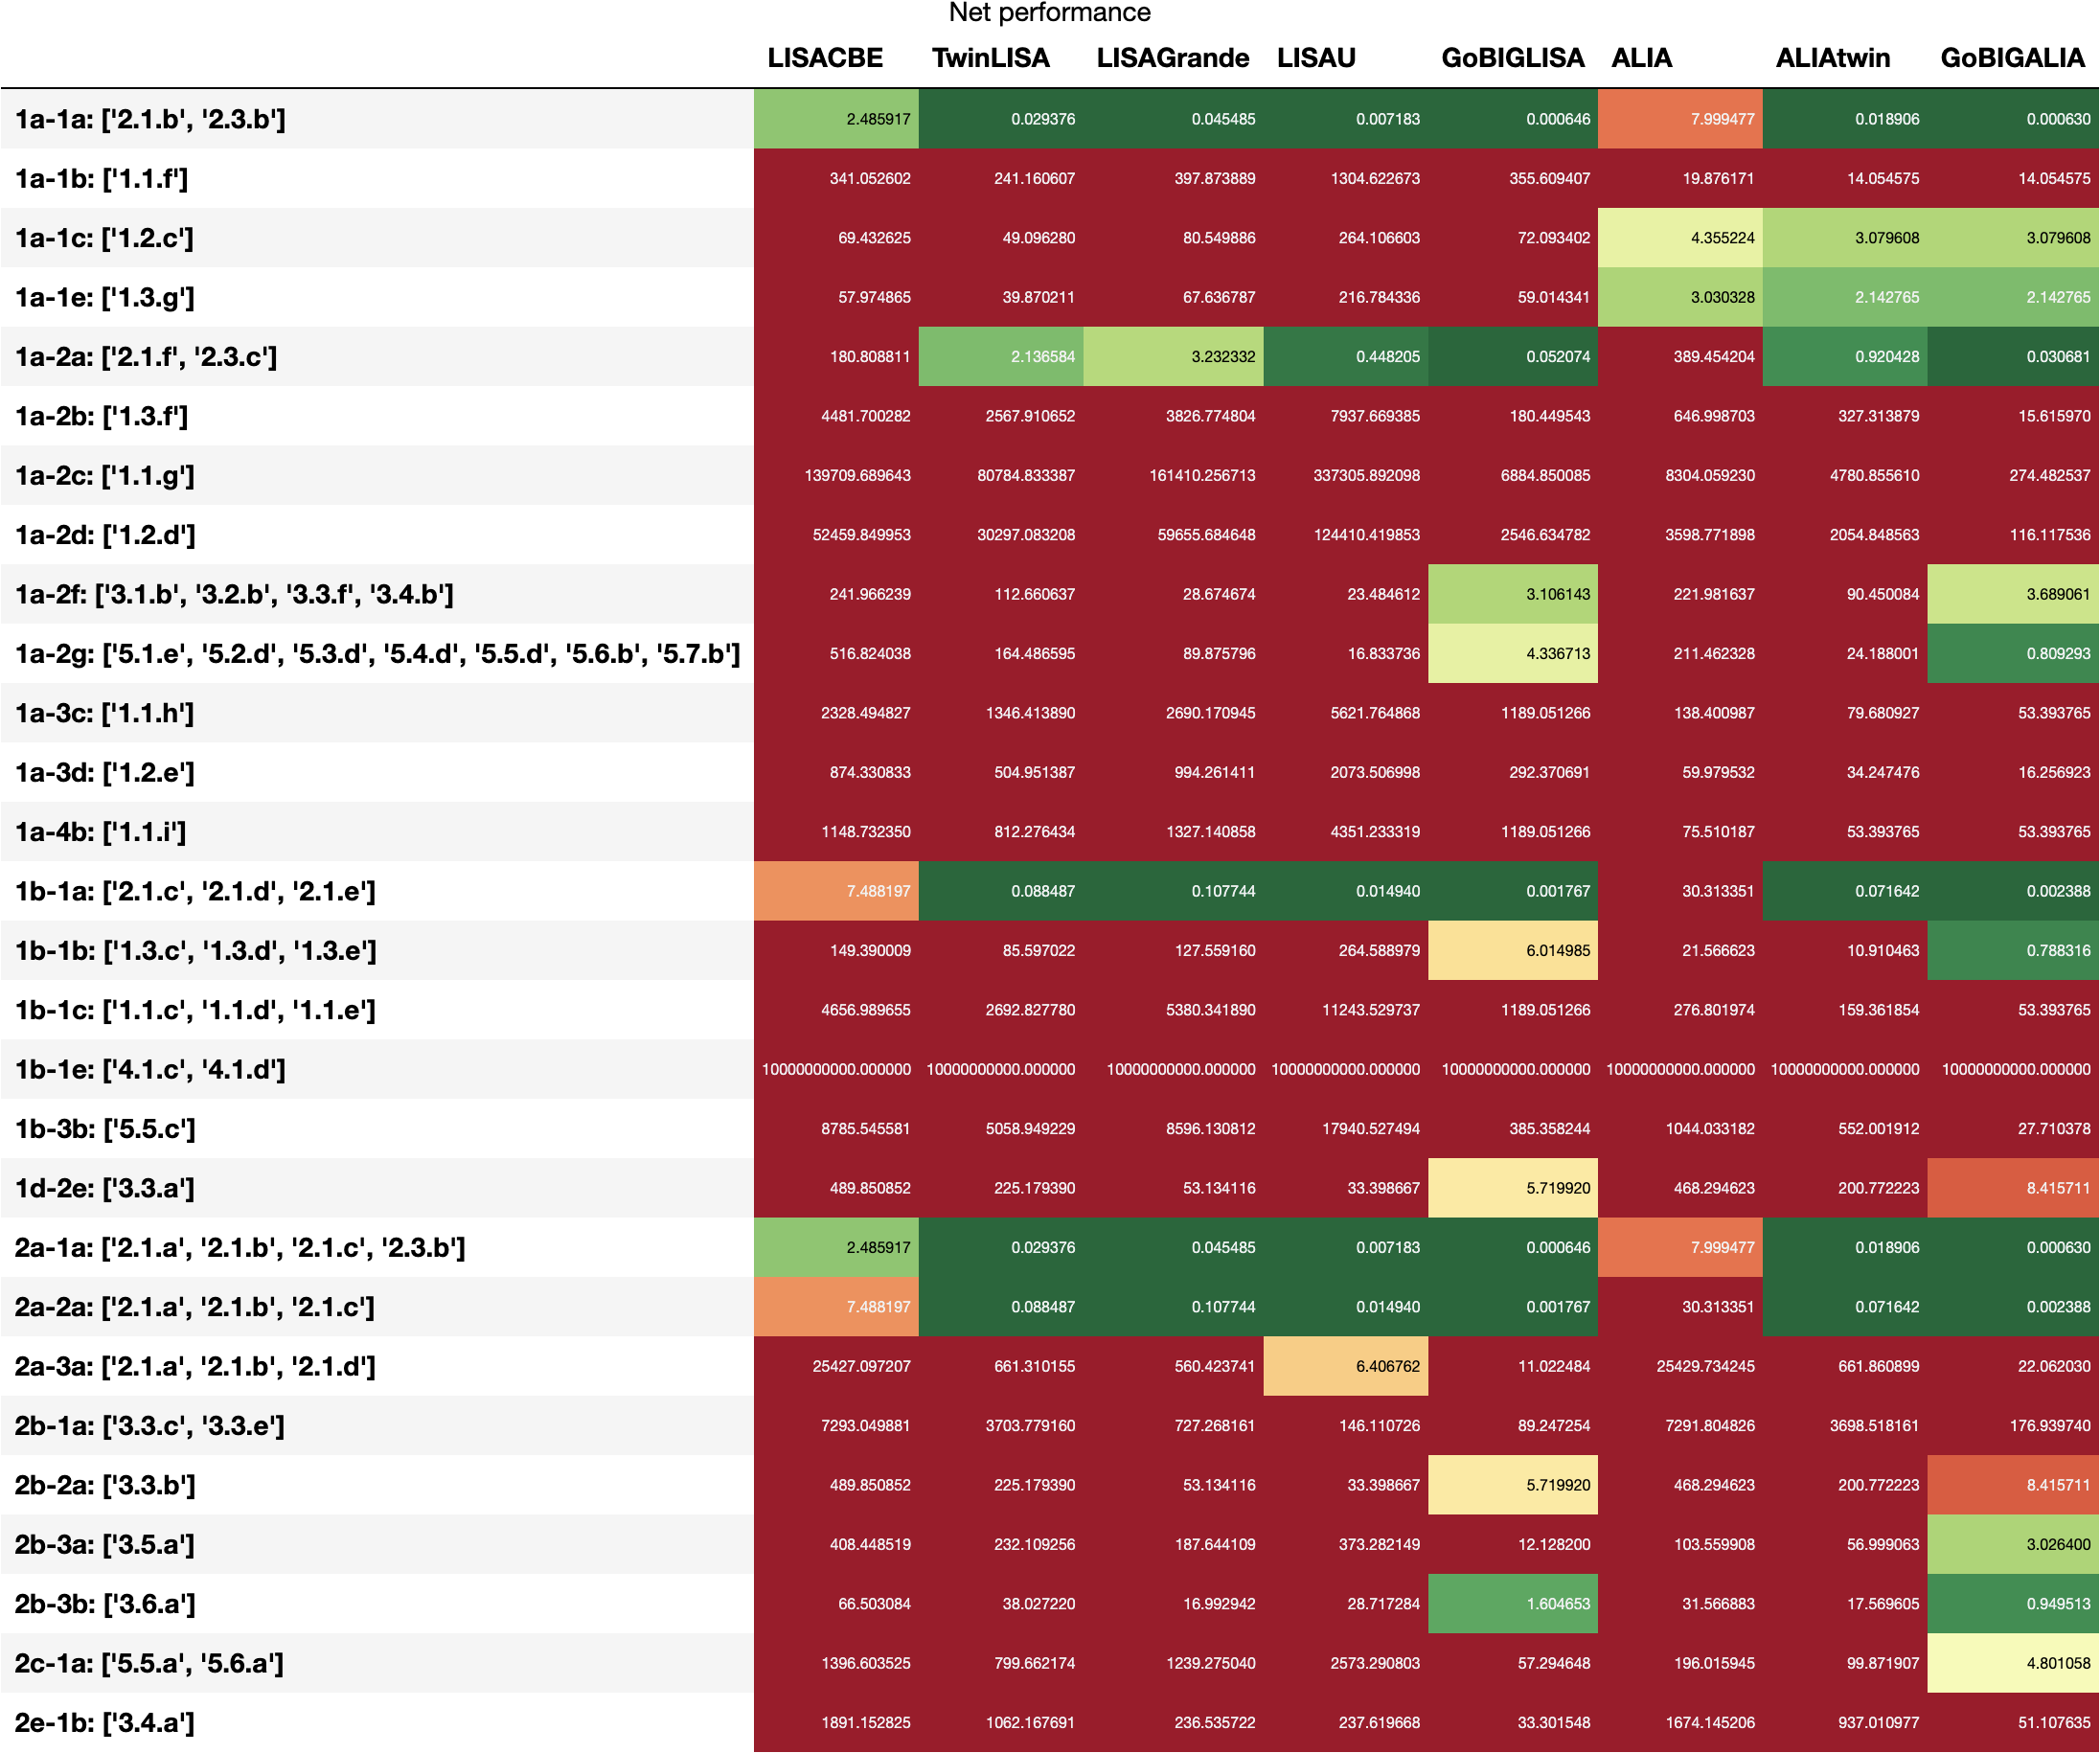 Net performance
LISACBE TwinLISA LISAGrande LISAU GoBIGLISA ALIA ALIAtwin GoBIGALIA
1a-1a: ['2.1.b', '2.3.b'] 2.485917 0.029376 0.045485 0.007183 0.000646 7.999477 0.018906 0.000630
1a-1b: ['1.1.f'] 341.052602 241.160607 397.873889 1304.622673 355.609407 19.876171 14.054575 14.054575
1a-1c: ['1.2.c'] 69.432625 49.096280 80.549886 264.106603 72.093402 4.355224 3.079608 3.079608
1a-1e: ['1.3.g'] 57.974865 39.870211 67.636787 216.784336 59.014341 3.030328 2.142765 2.142765
1a-2a: ['2.1.f', '2.3.c'] 180.808811 2.136584 3.232332 0.448205 0.052074 389.454204 0.920428 0.030681
1a-2b: ['1.3.f'] 4481.700282 2567.910652 3826.774804 7937.669385 180.449543 646.998703 327.313879 15.615970
1a-2c: ['1.1.g'] 139709.689643 80784.833387 161410.256713 337305.892098 6884.850085 8304.059230 4780.855610 274.482537
1a-2d: ['1.2.d'] 52459.849953 30297.083208 59655.684648 124410.419853 2546.634782 3598.771898 2054.848563 116.117536
1a-2f: ['3.1.b', '3.2.b', '3.3.f', '3.4.b'] 241.966239 112.660637 28.674674 23.484612 3.106143 221.981637 90.450084 3.689061
1a-2g: ['5.1.e', '5.2.d', '5.3.d', '5.4.d', '5.5.d', '5.6.b', '5.7.b'] 516.824038 164.486595 89.875796 16.833736 4.336713 211.462328 24.188001 0.809293
1a-3c: ['1.1.h'] 2328.494827 1346.413890 2690.170945 5621.764868 1189.051266 138.400987 79.680927 53.393765
1a-3d: ['1.2.e'] 874.330833 504.951387 994.261411 2073.506998 292.370691 59.979532 34.247476 16.256923
1a-4b: ['1.1.i'] 1148.732350 812.276434 1327.140858 4351.233319 1189.051266 75.510187 53.393765 53.393765
1b-1a: ['2.1.c', '2.1.d', '2.1.e'] 7.488197 0.088487 0.107744 0.014940 0.001767 30.313351 0.071642 0.002388
1b-1b: ['1.3.c', '1.3.d', '1.3.e'] 149.390009 85.597022 127.559160 264.588979 6.014985 21.566623 10.910463 0.788316
1b-1c: ['1.1.c', '1.1.d', '1.1.e'] 4656.989655 2692.827780 5380.341890 11243.529737 1189.051266 276.801974 159.361854 53.393765
1b-1e: ['4.1.c', '4.1.d'] 10000000000.000000 10000000000.000000 10000000000.000000 10000000000.000000 10000000000.000000 10000000000.000000 10000000000.000000 10000000000.000000
1b-3b: ['5.5.c'] 8785.545581 5058.949229 8596.130812 17940.527494 385.358244 1044.033182 552.001912 27.710378
1d-2e: ['3.3.a'] 489.850852 225.179390 53.134116 33.398667 5.719920 468.294623 200.772223 8.415711
2a-1a: ['2.1.a', '2.1.b', '2.1.c', '2.3.b'] 2.485917 0.029376 0.045485 0.007183 0.000646 7.999477 0.018906 0.000630
2a-2a: ['2.1.a', '2.1.b', '2.1.c'] 7.488197 0.088487 0.107744 0.014940 0.001767 30.313351 0.071642 0.002388
2a-3a: ['2.1.a', '2.1.b', '2.1.d'] 25427.097207 661.310155 560.423741 6.406762 11.022484 25429.734245 661.860899 22.062030
2b-1a: ['3.3.c', '3.3.e'] 7293.049881 3703.779160 727.268161 146.110726 89.247254 7291.804826 3698.518161 176.939740
2b-2a: ['3.3.b'] 489.850852 225.179390 53.134116 33.398667 5.719920 468.294623 200.772223 8.415711
2b-3a: ['3.5.a'] 408.448519 232.109256 187.644109 373.282149 12.128200 103.559908 56.999063 3.026400
2b-3b: ['3.6.a'] 66.503084 38.027220 16.992942 28.717284 1.604653 31.566883 17.569605 0.949513
2c-1a: ['5.5.a', '5.6.a'] 1396.603525 799.662174 1239.275040 2573.290803 57.294648 196.015945 99.871907 4.801058
2e-1b: ['3.4.a'] 1891.152825 1062.167691 236.535722 237.619668 33.301548 1674.145206 937.010977 51.107635